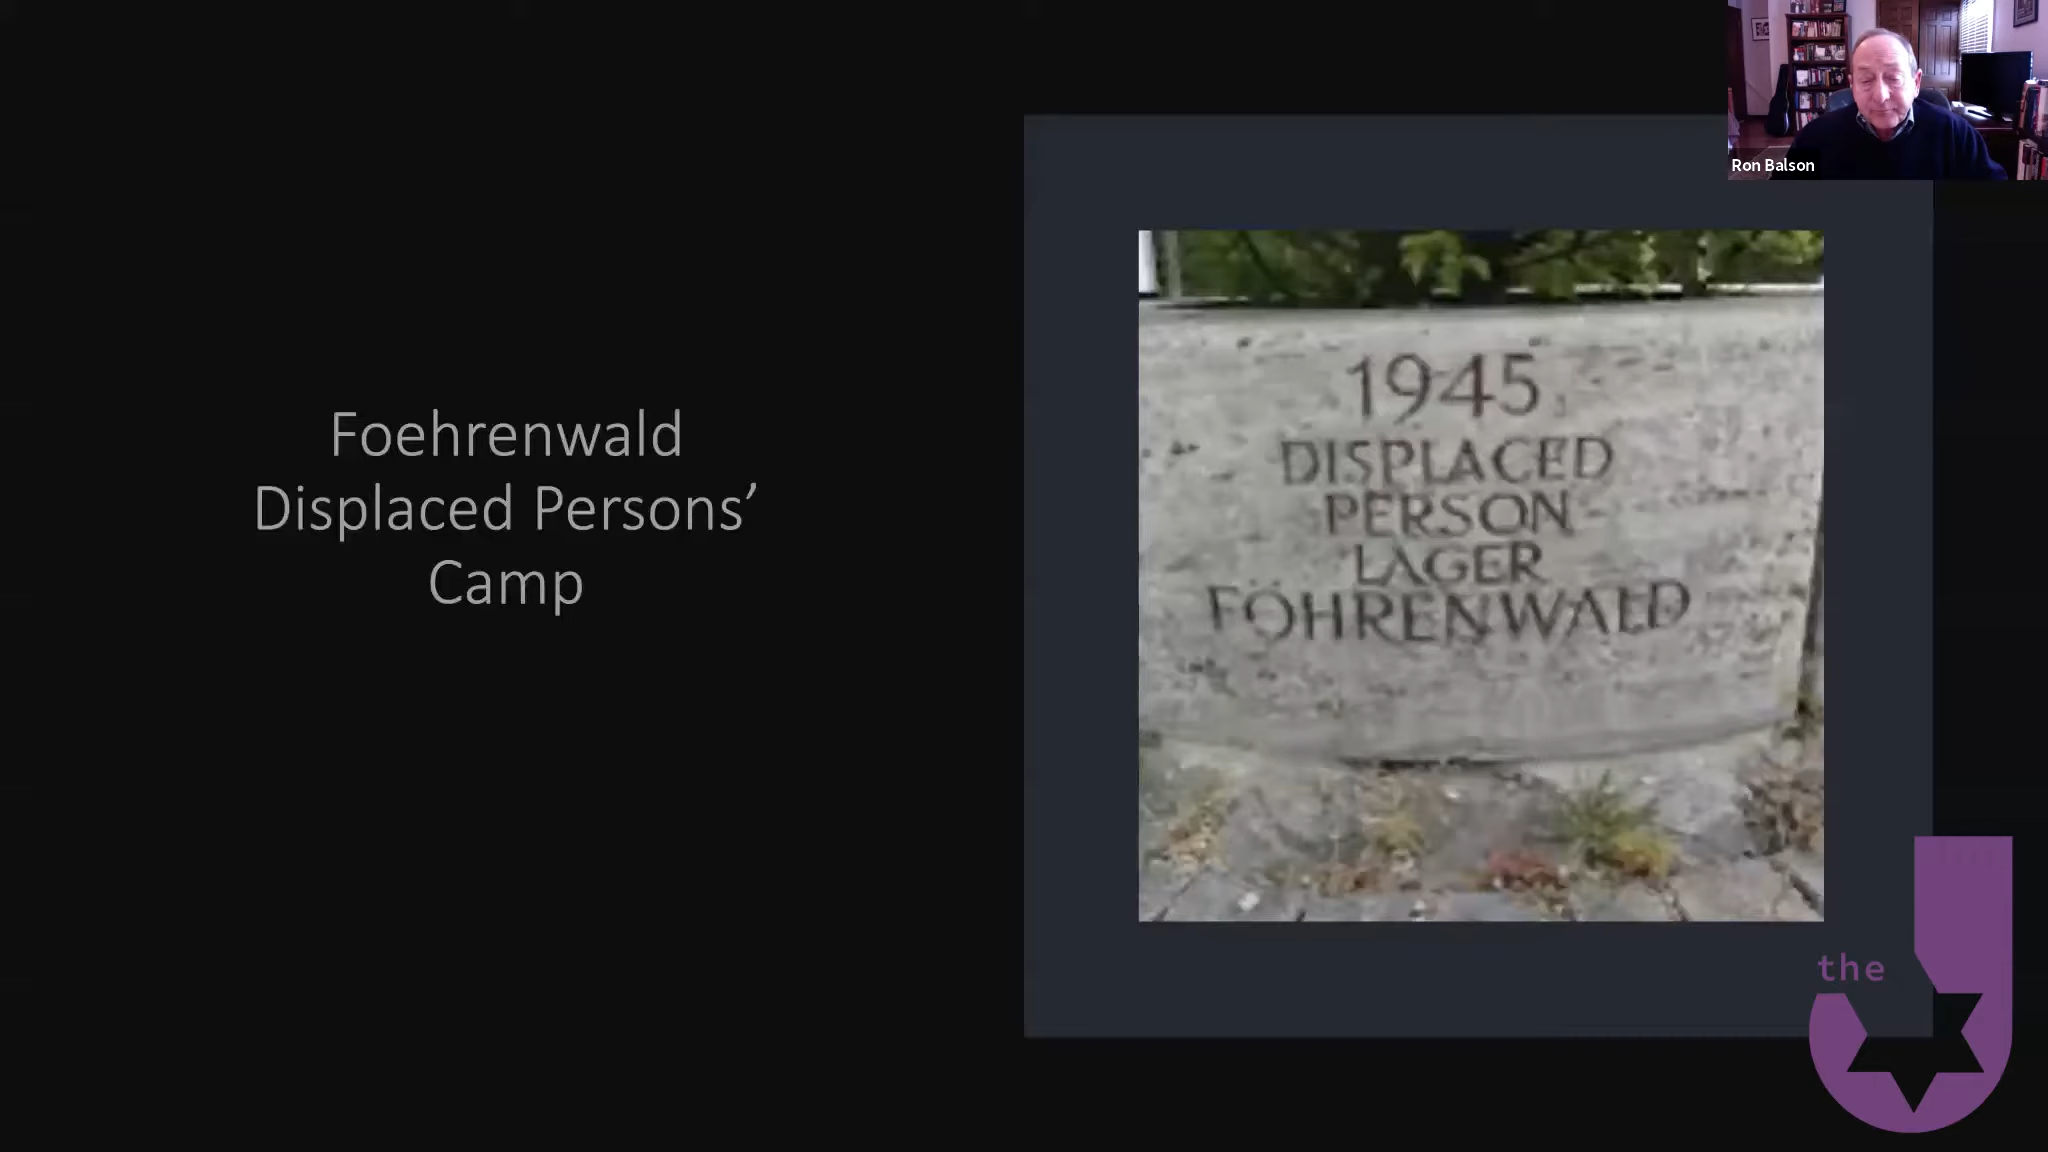 Ron Balson
Foehrenwald
Displaced Persons’
Camp
1945
DISPLACED
PERSON
LAGER
FÖHRENWALD
the